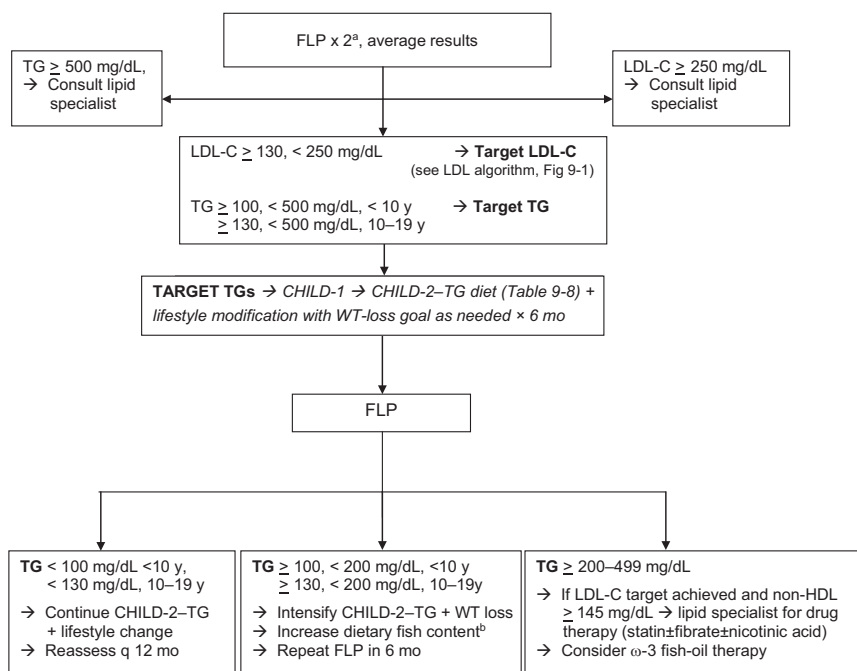 FLP x 2ᵃ, average results
TG ≥ 500 mg/dL,
→ Consult lipid
specialist
LDL-C ≥ 250 mg/dL
→ Consult lipid
specialist
LDL-C ≥ 130, < 250 mg/dL → Target LDL-C
(see LDL algorithm, Fig 9-1)
TG ≥ 100, < 500 mg/dL, < 10 y → Target TG
≥ 130, < 500 mg/dL, 10–19 y
TARGET TGs → CHILD-1 → CHILD-2–TG diet (Table 9-8) +
lifestyle modification with WT-loss goal as needed × 6 mo
FLP
TG < 100 mg/dL <10 y,
< 130 mg/dL, 10–19 y
→ Continue CHILD-2–TG
+ lifestyle change
→ Reassess q 12 mo
TG ≥ 100, < 200 mg/dL, <10 y
≥ 130, < 200 mg/dL, 10–19y
→ Intensify CHILD-2–TG + WT loss
→ Increase dietary fish contentᵇ
→ Repeat FLP in 6 mo
TG ≥ 200–499 mg/dL
→ If LDL-C target achieved and non-HDL
≥ 145 mg/dL → lipid specialist for drug
therapy (statin±fibrate±nicotinic acid)
→ Consider ω-3 fish-oil therapy